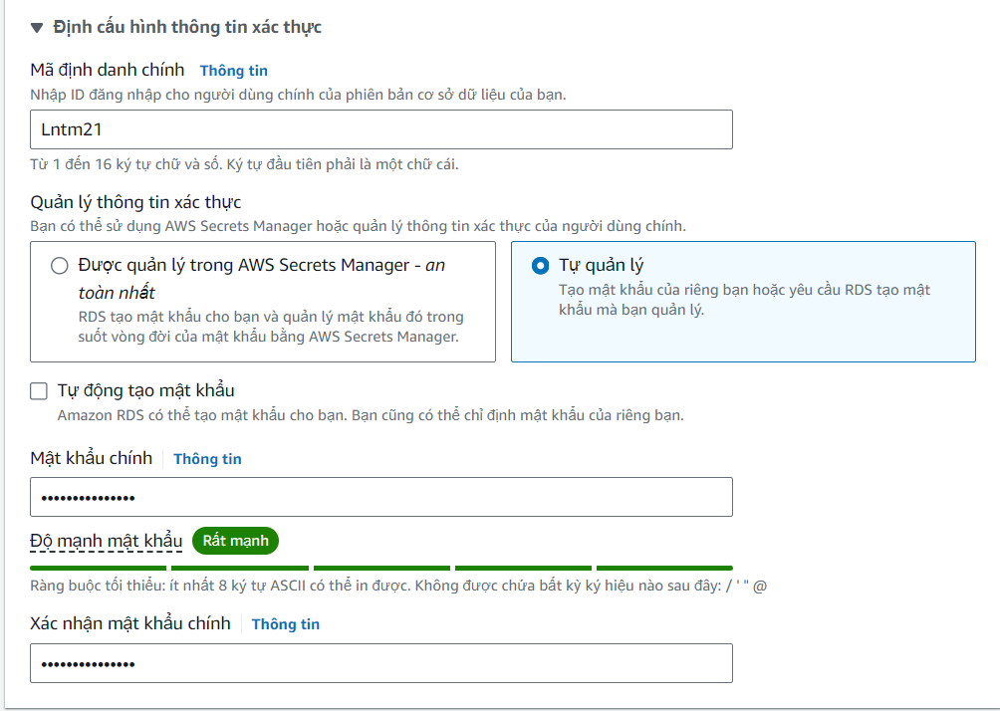 Định cấu hình thông tin xác thực
Mã định danh chính Thông tin
Nhập ID đăng nhập cho người dùng chính của phiên bản cơ sở dữ liệu của bạn.
Lntm21
Từ 1 đến 16 ký tự chữ và số. Ký tự đầu tiên phải là một chữ cái.
Quản lý thông tin xác thực
Bạn có thể sử dụng AWS Secrets Manager hoặc quản lý thông tin xác thực của người dùng chính.
Được quản lý trong AWS Secrets Manager - an
toàn nhất
RDS tạo mật khẩu cho bạn và quản lý mật khẩu đó trong
suốt vòng đời của mật khẩu bằng AWS Secrets Manager.
Tự quản lý
Tạo mật khẩu của riêng bạn hoặc yêu cầu RDS tạo mật
khẩu mà bạn quản lý.
Tự động tạo mật khẩu
Amazon RDS có thể tạo mật khẩu cho bạn. Bạn cũng có thể chỉ định mật khẩu của riêng bạn.
Mật khẩu chính Thông tin
•••••••••••••••
Độ mạnh mật khẩu Rất mạnh
Ràng buộc tối thiểu: ít nhất 8 ký tự ASCII có thể in được. Không được chứa bất kỳ ký hiệu nào sau đây: / ' " @
Xác nhận mật khẩu chính Thông tin
•••••••••••••••